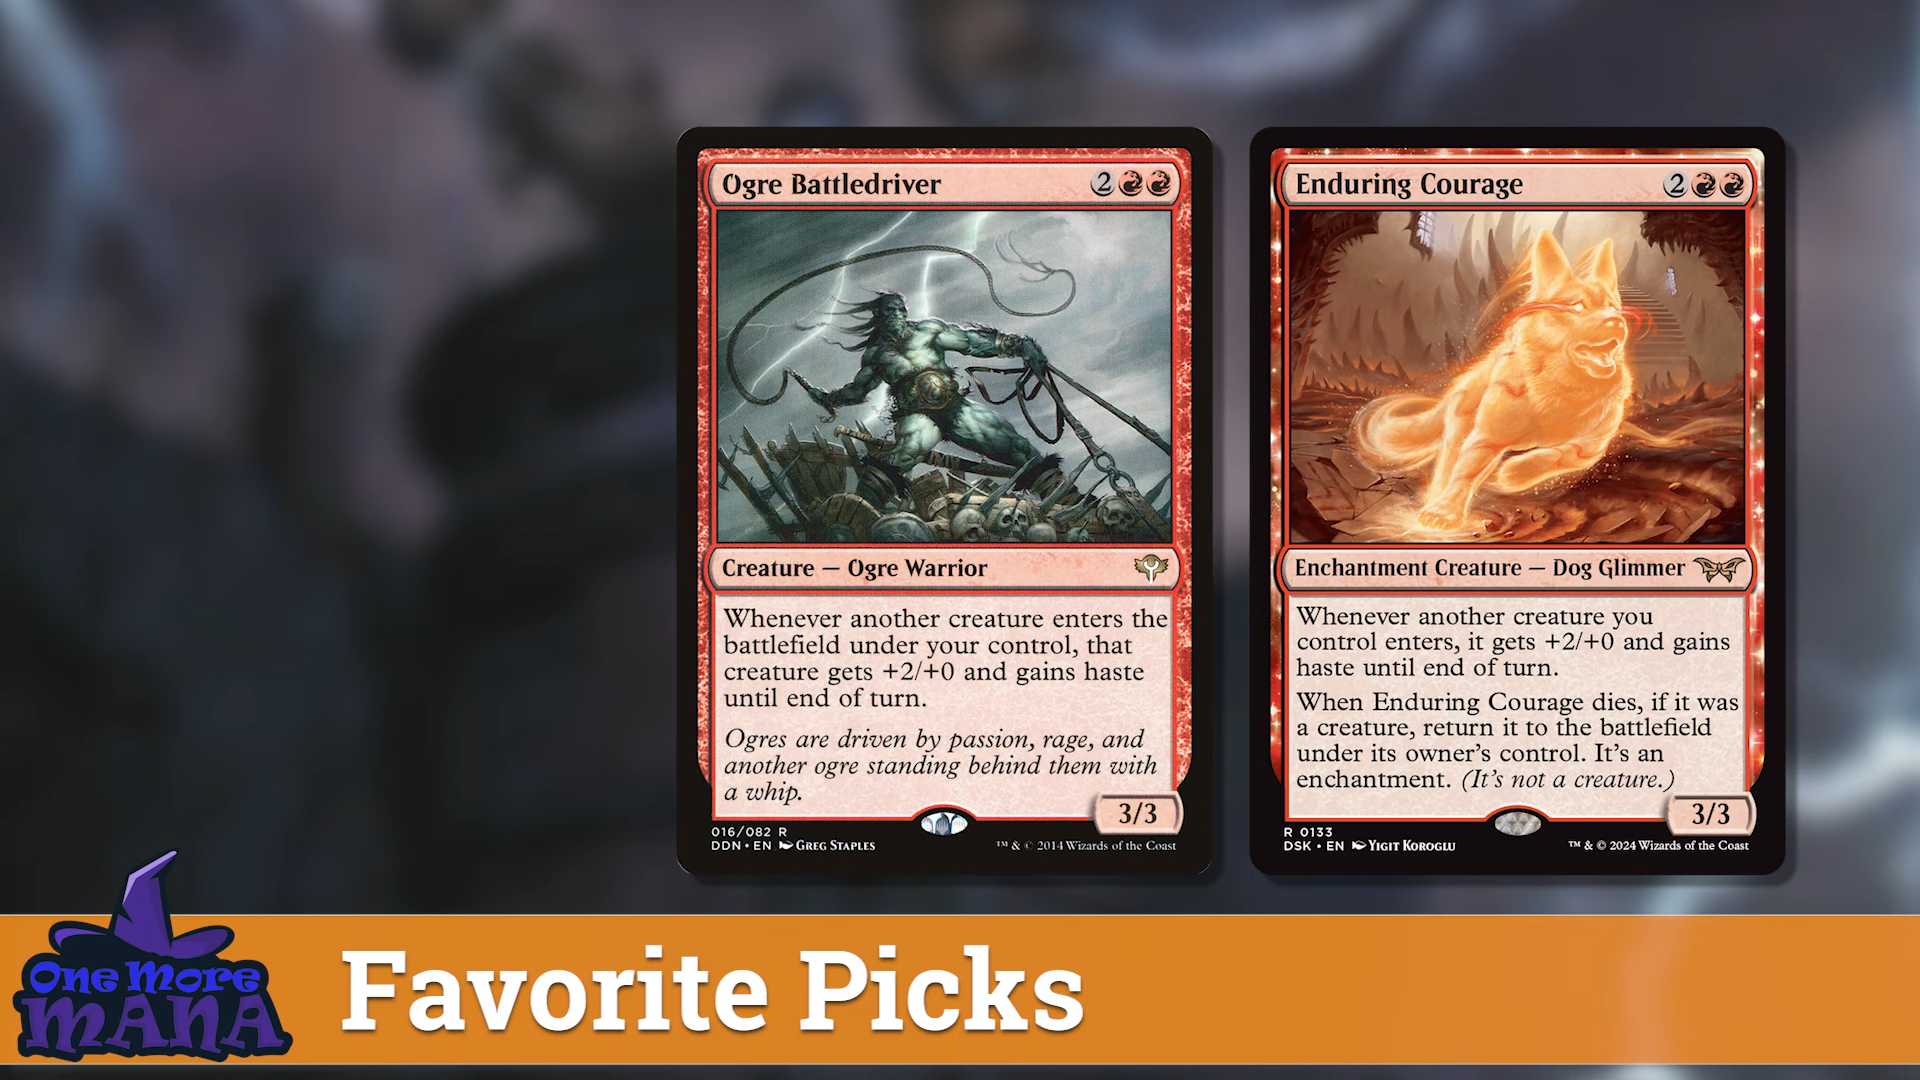 Ogre Battledriver 2
Creature — Ogre Warrior
Whenever another creature enters the
battlefield under your control, that
creature gets +2/+0 and gains haste
until end of turn.
Ogres are driven by passion, rage, and
another ogre standing behind them with
a whip.
3/3
016/082 R
DDN • EN Greg Staples
™ & © 2014 Wizards of the Coast
Enduring Courage 2
Enchantment Creature — Dog Glimmer
Whenever another creature you
control enters, it gets +2/+0 and gains
haste until end of turn.
When Enduring Courage dies, if it was
a creature, return it to the battlefield
under its owner's control. It's an
enchantment. (It's not a creature.)
3/3
R 0133
DSK • EN Yigit Koroglu
™ & © 2024 Wizards of the Coast
One More
Mana
Favorite Picks